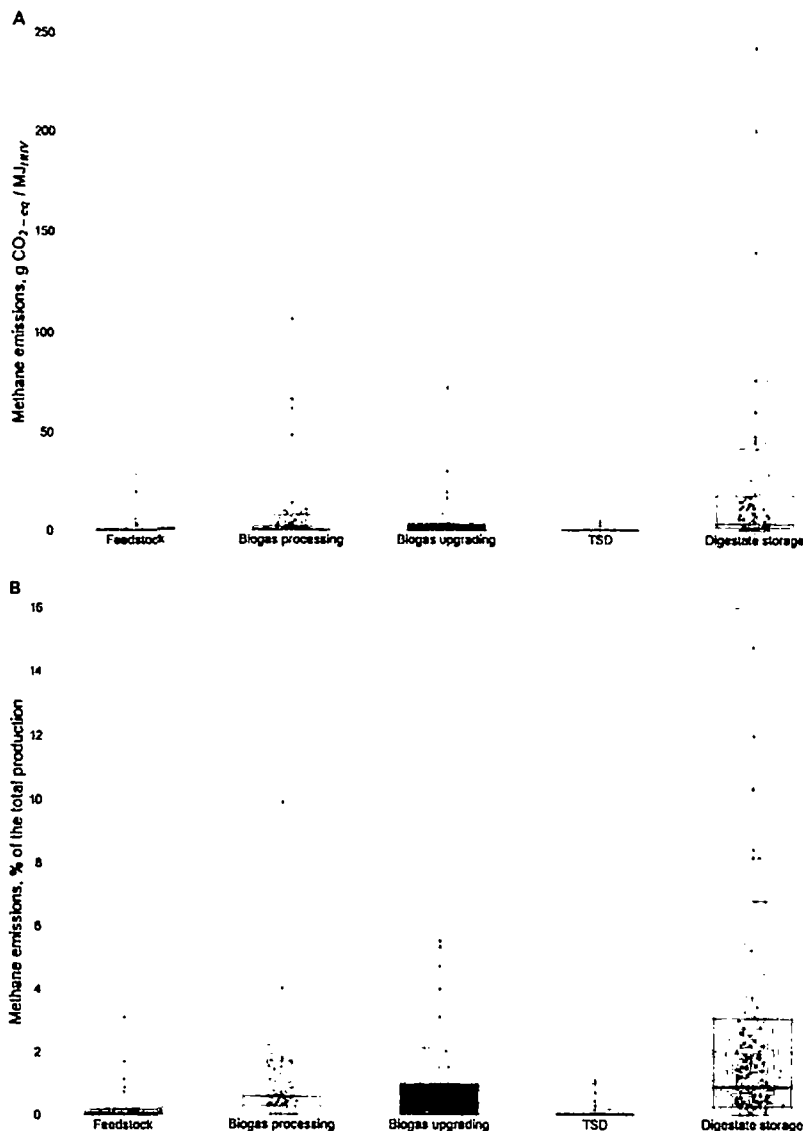 A
250
200
150
100
50
0
Methane emissions, g CO2-eq / MJHHV
Feedstock Biogas processing Biogas upgrading TSD Digestate storage
B
16
14
12
10
8
6
4
2
0
Methane emissions, % of the total production
Feedstock Biogas processing Biogas upgrading TSD Digestate storage